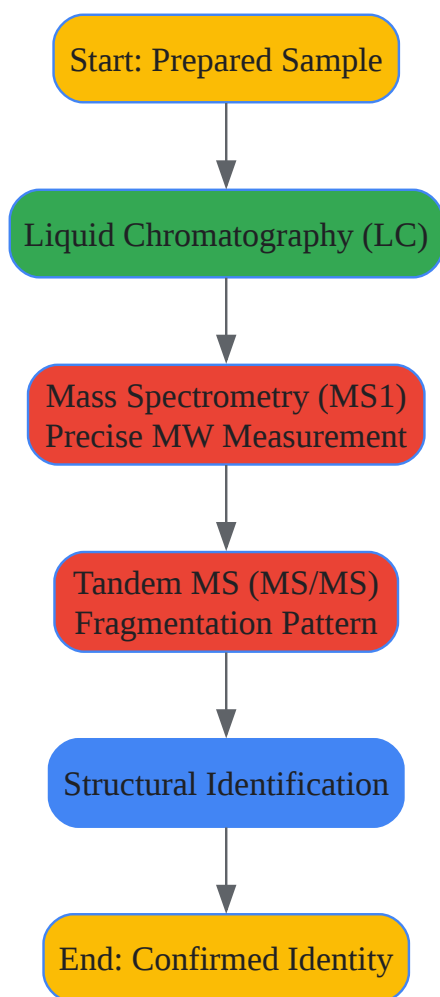 Start: Prepared Sample
Liquid Chromatography (LC)
Mass Spectrometry (MS1)
Precise MW Measurement
Tandem MS (MS/MS)
Fragmentation Pattern
Structural Identification
End: Confirmed Identity